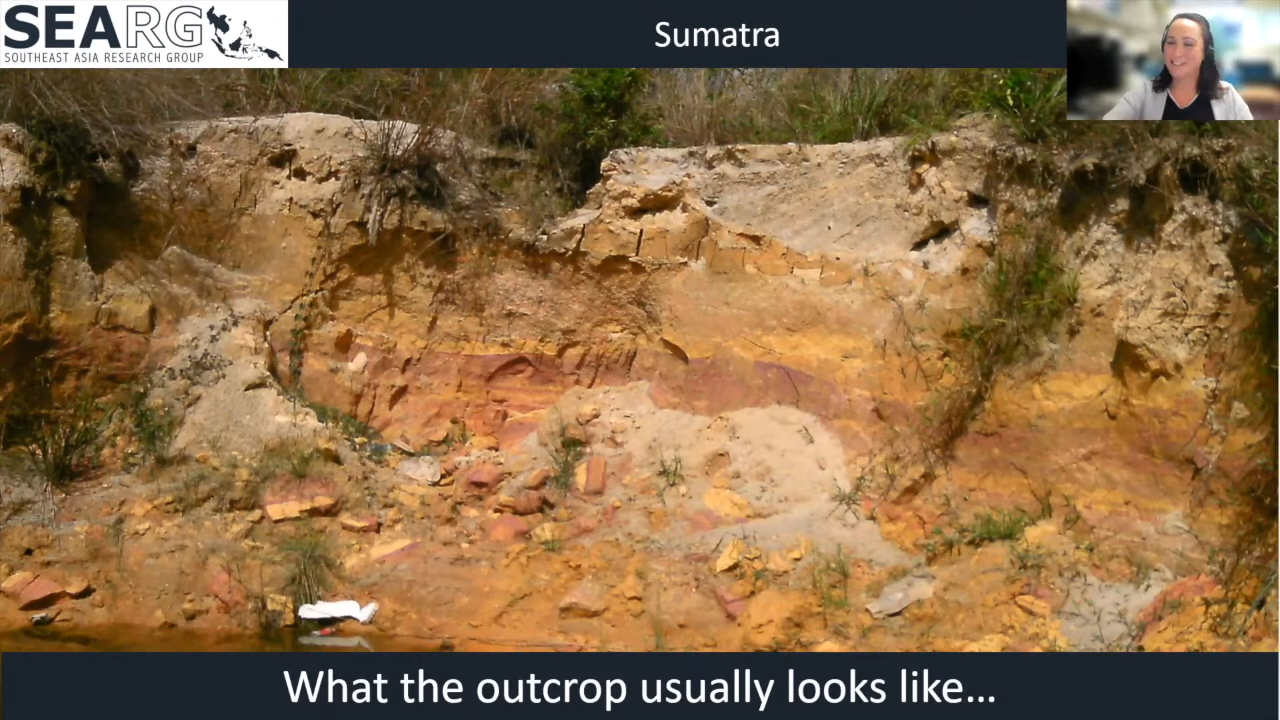 SEARG
SOUTHEAST ASIA RESEARCH GROUP
Sumatra
What the outcrop usually looks like...